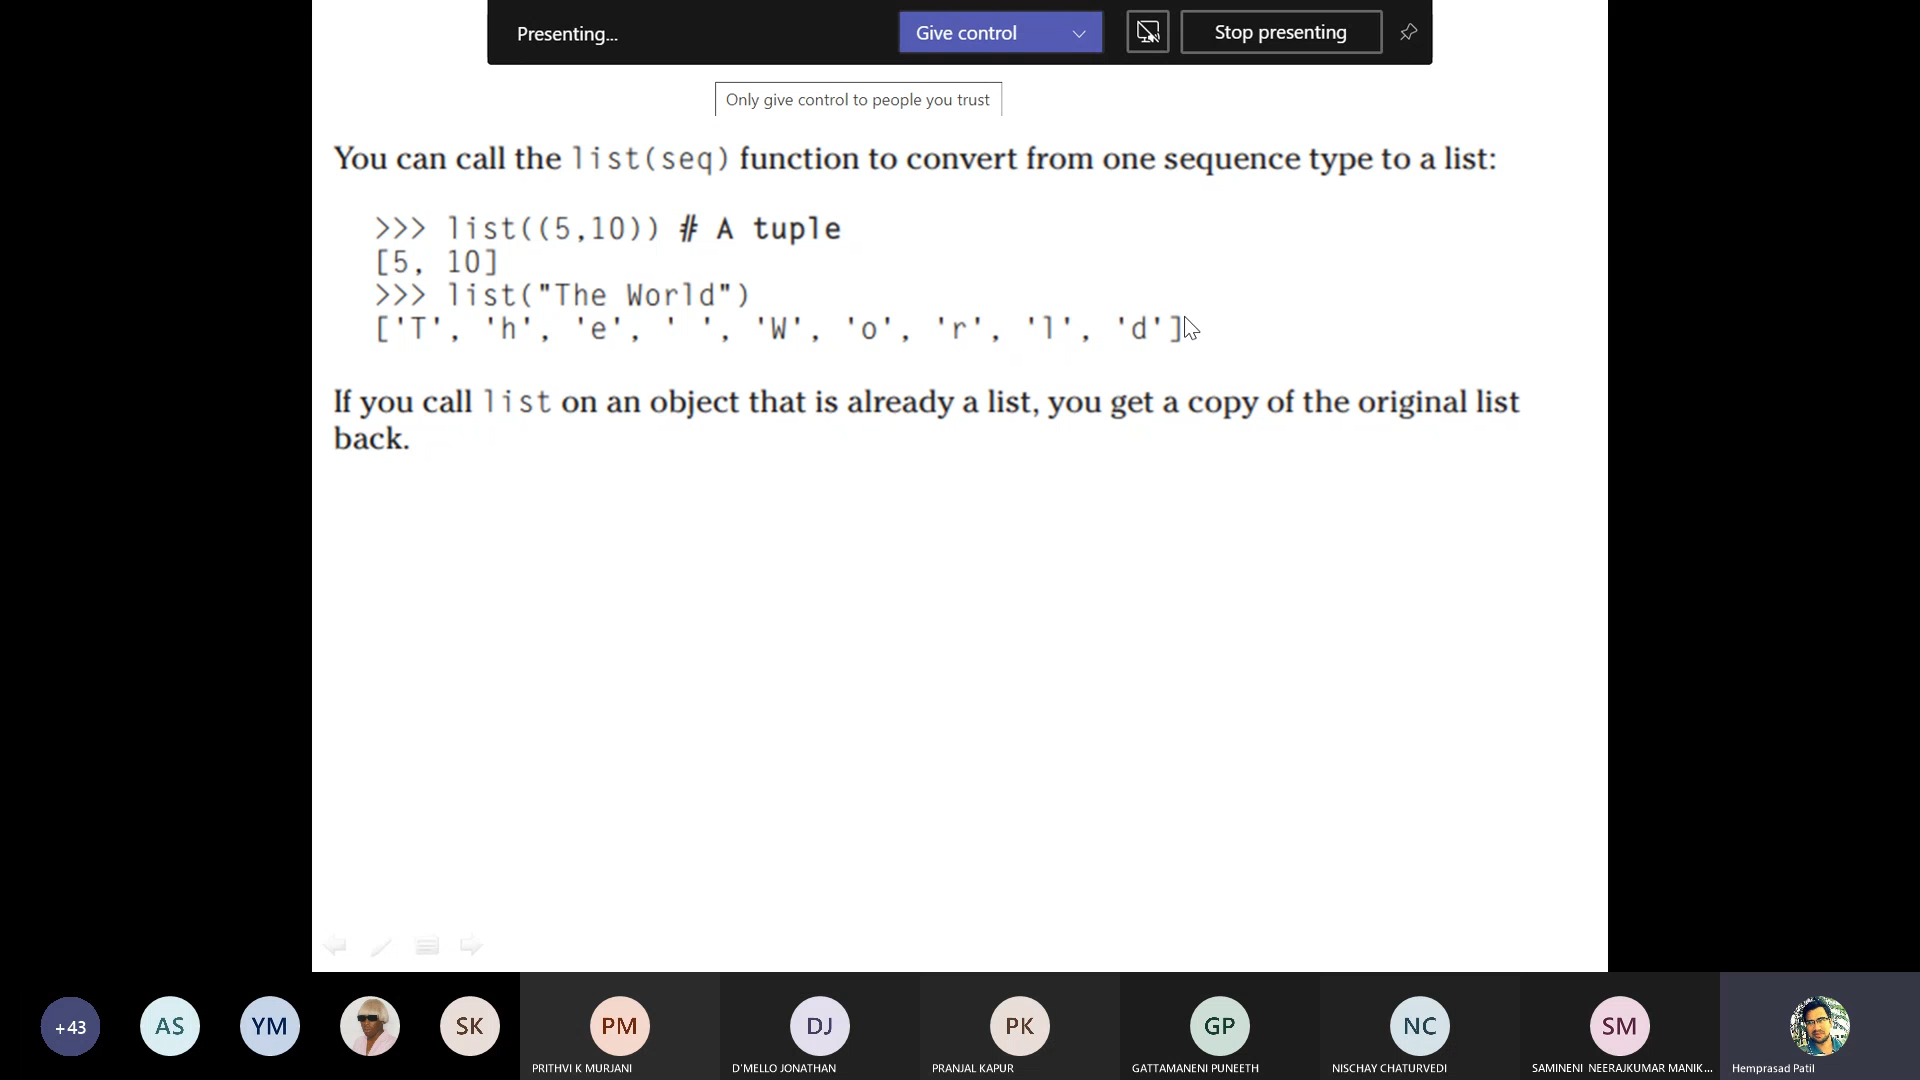 Presenting...
Give control
Stop presenting
Only give control to people you trust
You can call the list(seq) function to convert from one sequence type to a list:
>>> list((5,10)) # A tuple
[5, 10]
>>> list("The World")
['T', 'h', 'e', ' ', 'W', 'o', 'r', 'l', 'd']
If you call list on an object that is already a list, you get a copy of the original list
back.
+43
AS
YM
SK
PM
DJ
PK
GP
NC
SM
PRITHVI K MURJANI
D'MELLO JONATHAN
PRANJAL KAPUR
GATTAMANENI PUNEETH
NISCHAY CHATURVEDI
SAMINENI NEERAJKUMAR MANIK...
Hemprasad Patil